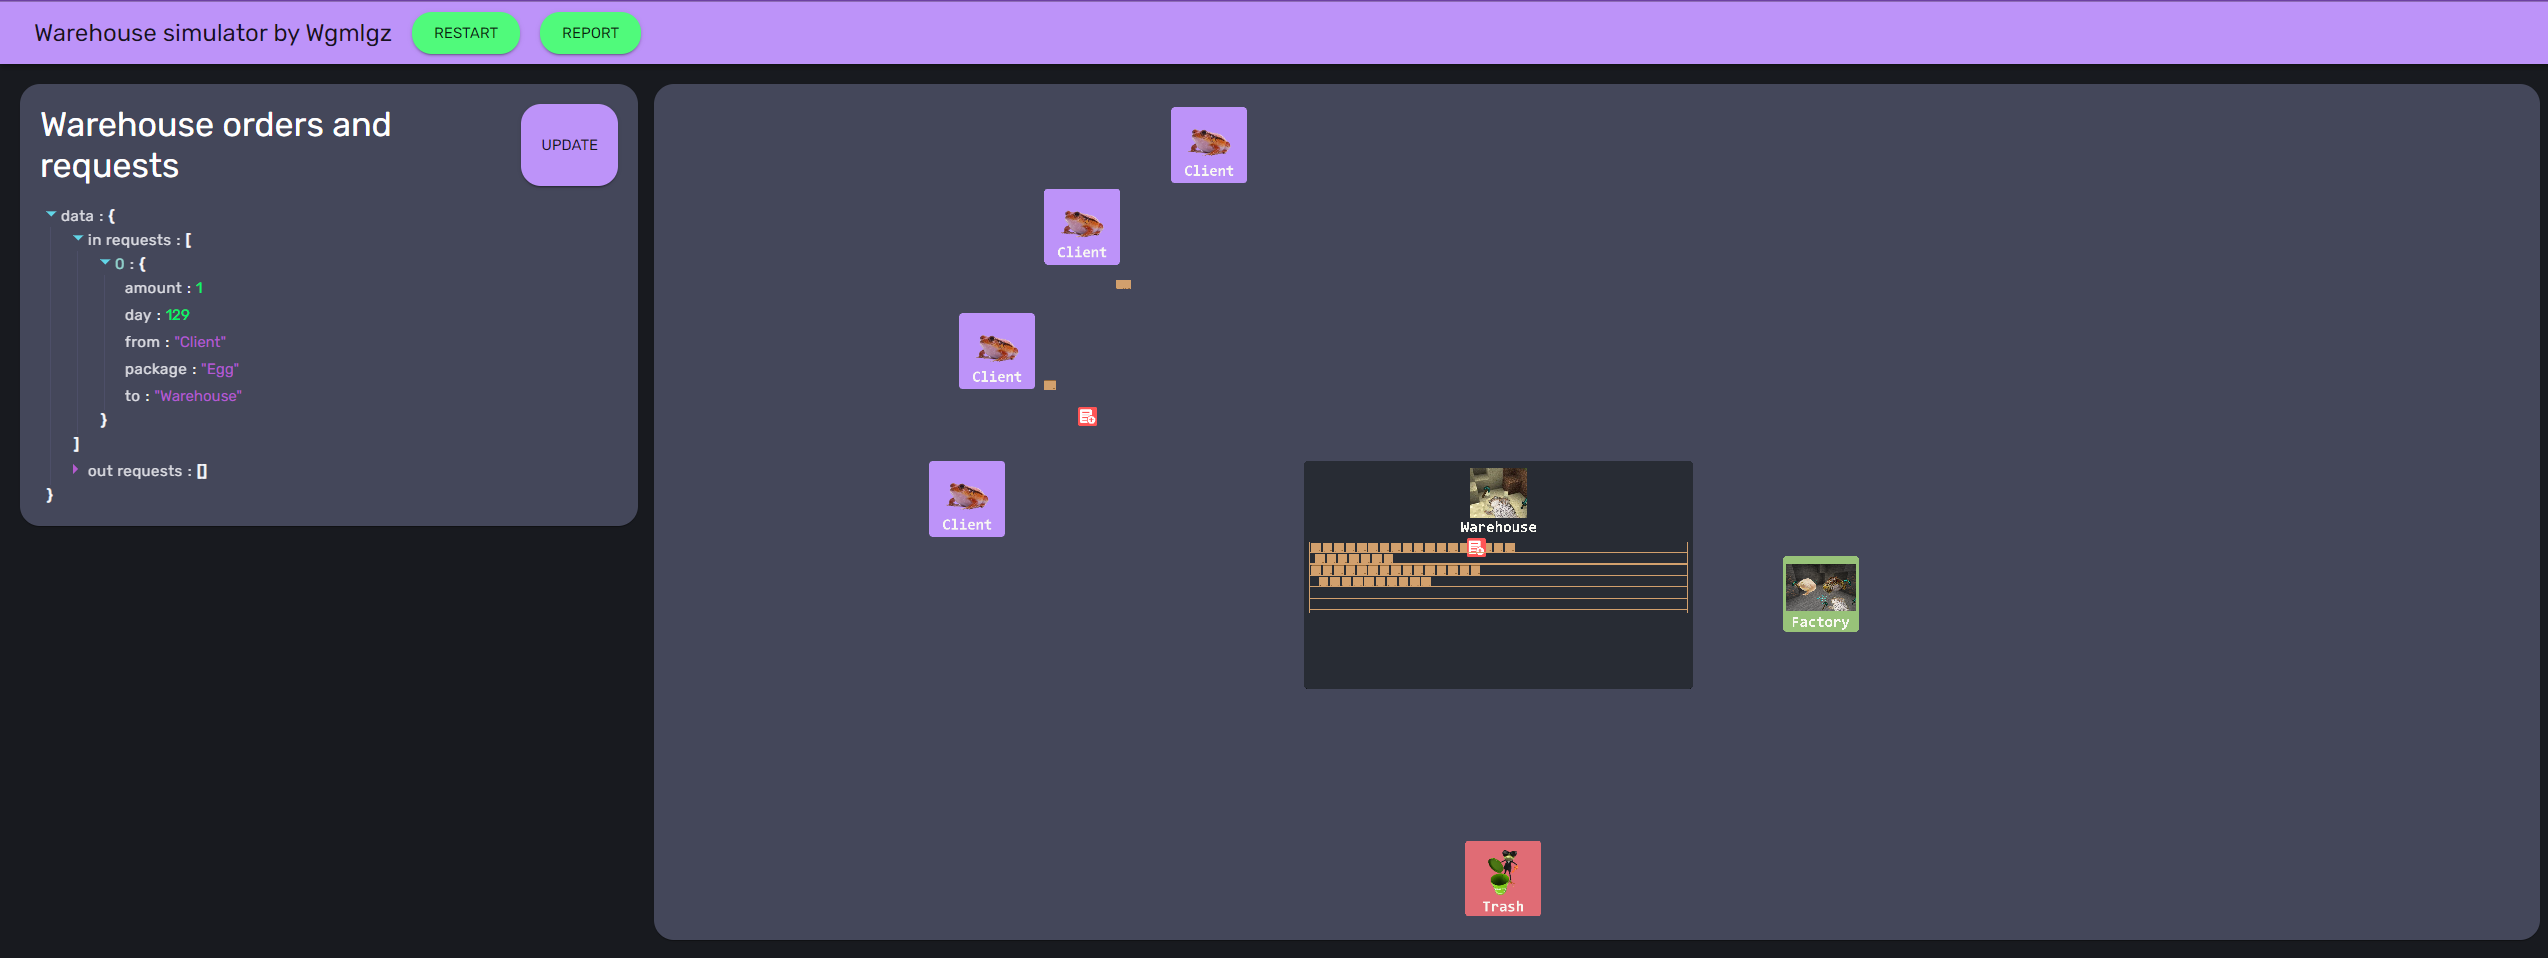 Warehouse simulator by Wgmlgz
RESTART
REPORT
Warehouse orders and
requests
UPDATE
data : {
in requests : [
0 : {
amount : 1
day : 129
from : "Client"
package : "Egg"
to : "Warehouse"
}
]
out requests : []
}
Client
Client
Client
Client
Warehouse
Factory
Trash